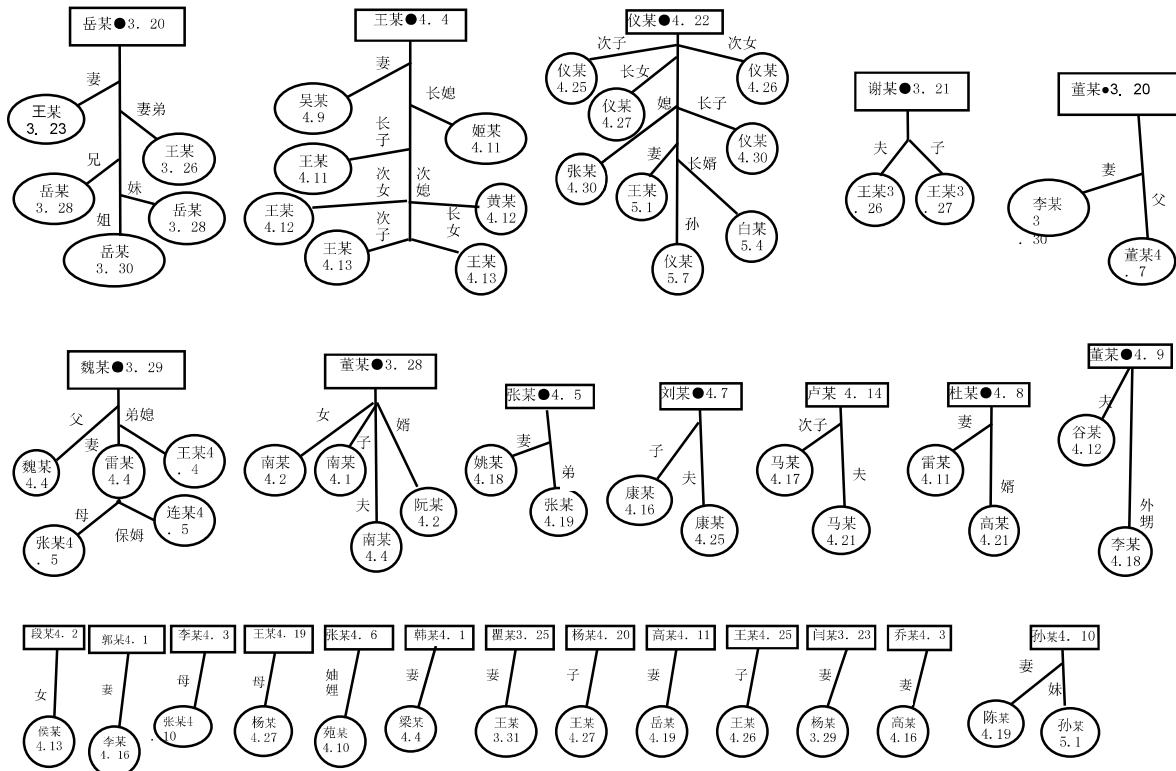 岳某●3. 20
妻
王某
3. 23
妻弟
王某
3. 26
兄
岳某
3. 28
妹
岳某
3. 28
姐
岳某
3. 30
王某●4. 4
妻
吴某
4.9
长媳
姬某
4.11
长
子
王某
4.11
次
女
王某
4.12
次
媳
黄某
4.12
次
子
王某
4.13
长
女
王某
4.13
仪某●4. 22
次子
仪某
4.25
次女
仪某
4.26
长女
仪某
4.27
长子
仪某
4.30
媳
张某
4.30
妻
王某
5.1
长婿
白某
5.4
孙
仪某
5.7
谢某●3. 21
夫
王某3
. 26
子
王某3
. 27
董某●3. 20
妻
李某
3
. 30
父
董某4
. 7
魏某●3. 29
父
魏某
4.4
妻
雷某
4.4
弟媳
王某4
. 4
母
张某4
. 5
保姆
连某4
. 5
董某●3. 28
女
南某
4.2
子
南某
4.1
夫
南某
4.4
婿
阮某
4.2
张某●4. 5
妻
姚某
4.18
弟
张某
4.19
刘某●4.7
子
康某
4.16
夫
康某
4.25
卢某 4. 14
次子
马某
4.17
夫
马某
4.21
杜某●4. 8
妻
雷某
4.11
婿
高某
4.21
董某●4. 9
夫
谷某
4.12
外
甥
李某
4.18
段某4. 2
女
侯某
4.13
郭某4. 1
妻
李某
4. 16
李某4. 3
母
张某4
. 10
王某4. 19
母
杨某
4.27
张某4. 6
妯
娌
苑某
4.10
韩某4. 1
妻
梁某
4.4
瞿某3. 25
妻
王某
3.31
杨某4. 20
子
王某
4.27
高某4. 11
妻
岳某
4.19
王某4. 25
子
王某
4.26
闫某3. 23
妻
杨某
3.29
乔某4. 3
妻
高某
4.16
孙某4. 10
妻
陈某
4.19
妹
孙某
5.1